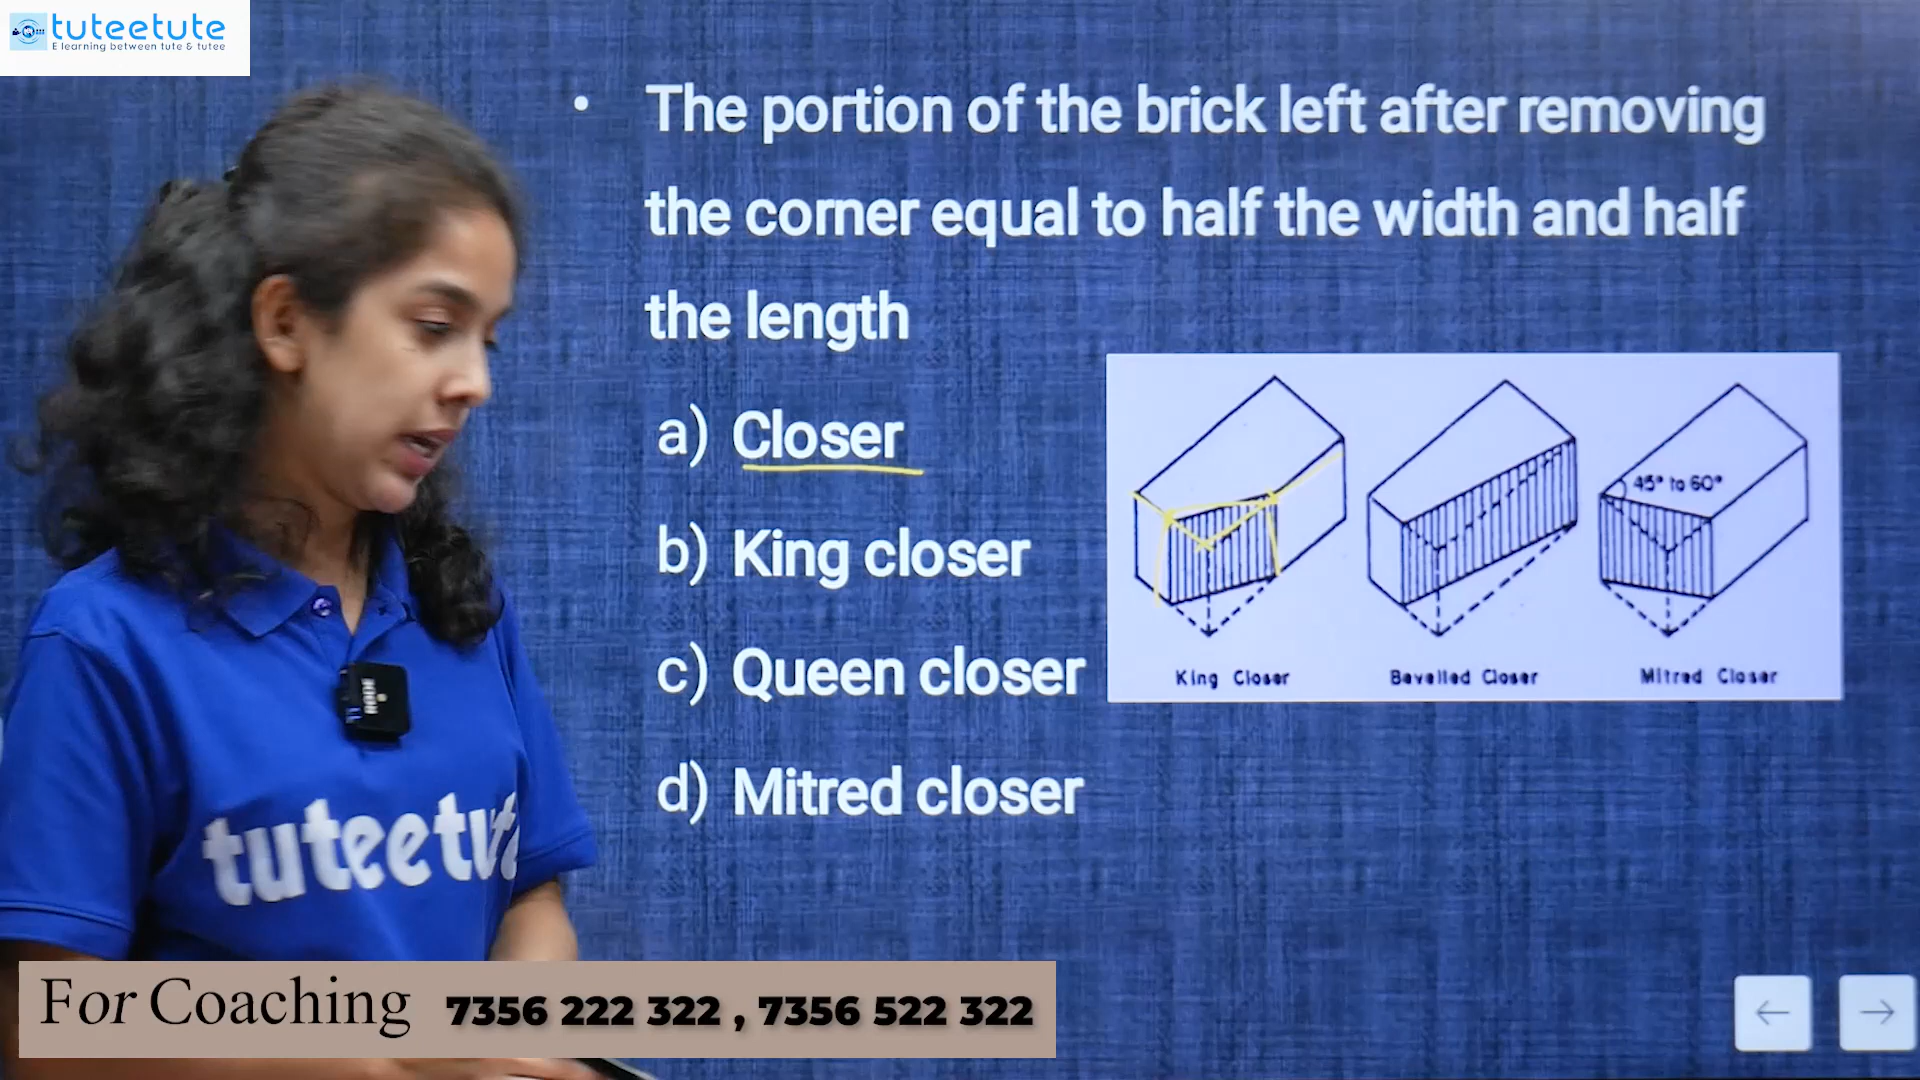 tuteetute
E learning between tute & tutee
• The portion of the brick left after removing
the corner equal to half the width and half
the length
a) Closer
b) King closer
c) Queen closer
d) Mitred closer
45° to 60°
King Closer
Bevelled Closer
Mitred Closer
RODE
tuteetute
For Coaching 7356 222 322 , 7356 522 322